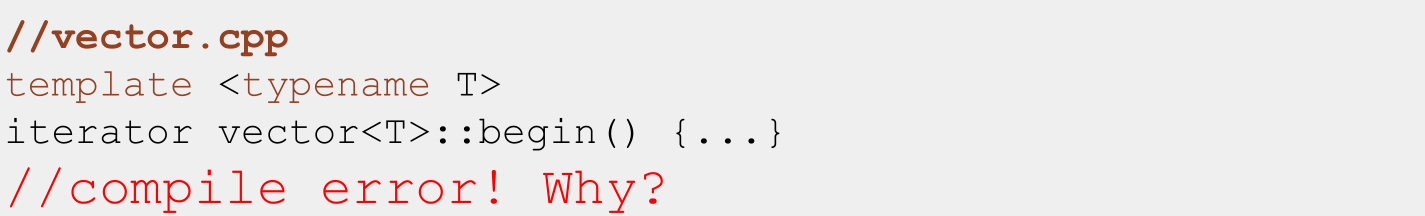 //vector.cpp
template <typename T>
iterator vector<T>::begin() {...}
//compile error! Why?